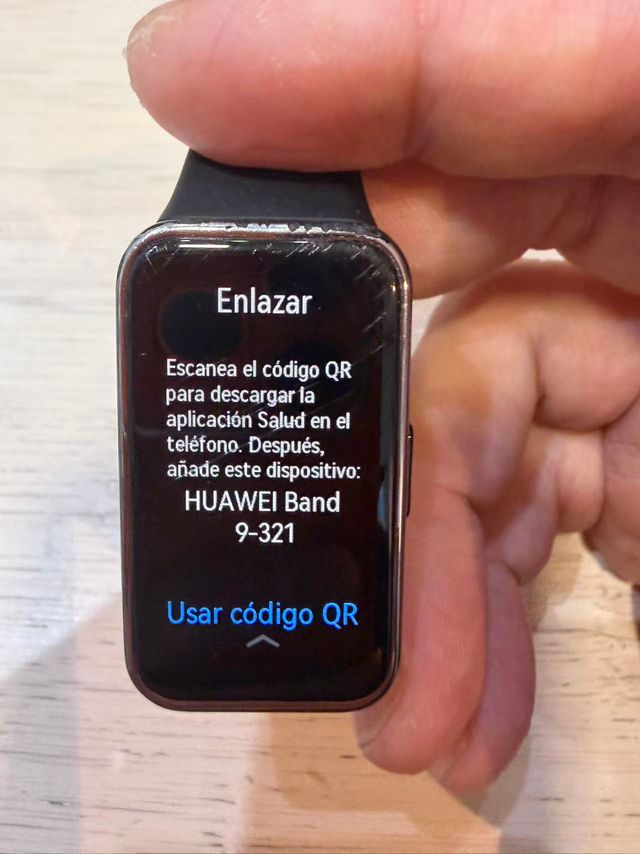 Enlazar
Escanea el código QR
para descargar la
aplicación Salud en el
teléfono. Después,
añade este dispositivo:
HUAWEI Band
9-321
Usar código QR